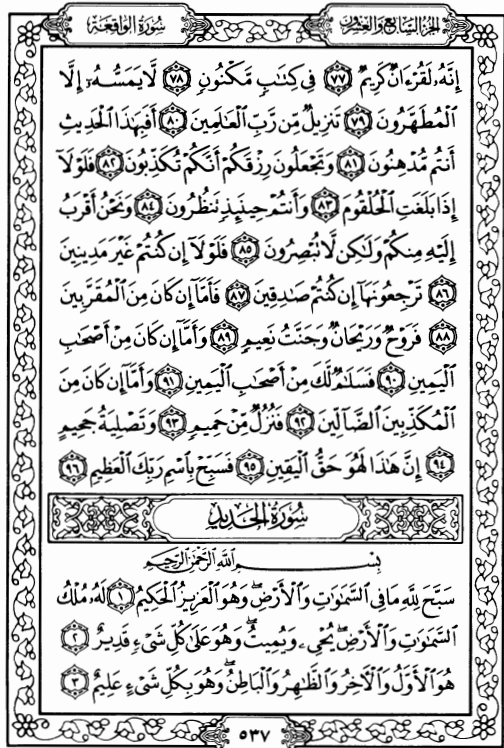 الجزء السابع والعشرون
سورة الواقعة
إِنَّهُۥ لَقُرْءَانٌ كَرِيمٌ ٧٧ فِى كِتَٰبٍ مَّكْنُونٍ ٧٨ لَّا يَمَسُّهُۥٓ إِلَّا
ٱلْمُطَهَّرُونَ ٧٩ تَنزِيلٌ مِّن رَّبِّ ٱلْعَٰلَمِينَ ٨٠ أَفَبِهَٰذَا ٱلْحَدِيثِ
أَنتُم مُّدْهِنُونَ ٨١ وَتَجْعَلُونَ رِزْقَكُمْ أَنَّكُمْ تُكَذِّبُونَ ٨٢ فَلَوْلَآ
إِذَا بَلَغَتِ ٱلْحُلْقُومَ ٨٣ وَأَنتُمْ حِينَئِذٍ تَنظُرُونَ ٨٤ وَنَحْنُ أَقْرَبُ
إِلَيْهِ مِنكُمْ وَلَٰكِن لَّا تُبْصِرُونَ ٨٥ فَلَوْلَآ إِن كُنتُمْ غَيْرَ مَدِينِينَ
٨٦ تَرْجِعُونَهَآ إِن كُنتُمْ صَٰدِقِينَ ٨٧ فَأَمَّآ إِن كَانَ مِنَ ٱلْمُقَرَّبِينَ
٨٨ فَرَوْحٌ وَرَيْحَانٌ وَجَنَّتُ نَعِيمٍ ٨٩ وَأَمَّآ إِن كَانَ مِنْ أَصْحَٰبِ
ٱلْيَمِينِ ٩٠ فَسَلَٰمٌ لَّكَ مِنْ أَصْحَٰبِ ٱلْيَمِينِ ٩١ وَأَمَّآ إِن كَانَ مِنَ
ٱلْمُكَذِّبِينَ ٱلضَّآلِّينَ ٩٢ فَنُزُلٌ مِّنْ حَمِيمٍ ٩٣ وَتَصْلِيَةُ جَحِيمٍ
٩٤ إِنَّ هَٰذَا لَهُوَ حَقُّ ٱلْيَقِينِ ٩٥ فَسَبِّحْ بِٱسْمِ رَبِّكَ ٱلْعَظِيمِ ٩٦
سورة الحديد
بِسْمِ ٱللَّهِ ٱلرَّحْمَٰنِ ٱلرَّحِيمِ
سَبَّحَ لِلَّهِ مَا فِى ٱلسَّمَٰوَٰتِ وَٱلْأَرْضِ ۖ وَهُوَ ٱلْعَزِيزُ ٱلْحَكِيمُ ١ لَهُۥ مُلْكُ
ٱلسَّمَٰوَٰتِ وَٱلْأَرْضِ ۖ يُحْىِۦ وَيُمِيتُ ۖ وَهُوَ عَلَىٰ كُلِّ شَىْءٍ قَدِيرٌ ٢
هُوَ ٱلْأَوَّلُ وَٱلْءَاخِرُ وَٱلظَّٰهِرُ وَٱلْبَاطِنُ ۖ وَهُوَ بِكُلِّ شَىْءٍ عَلِيمٌ ٣
٥٣٧